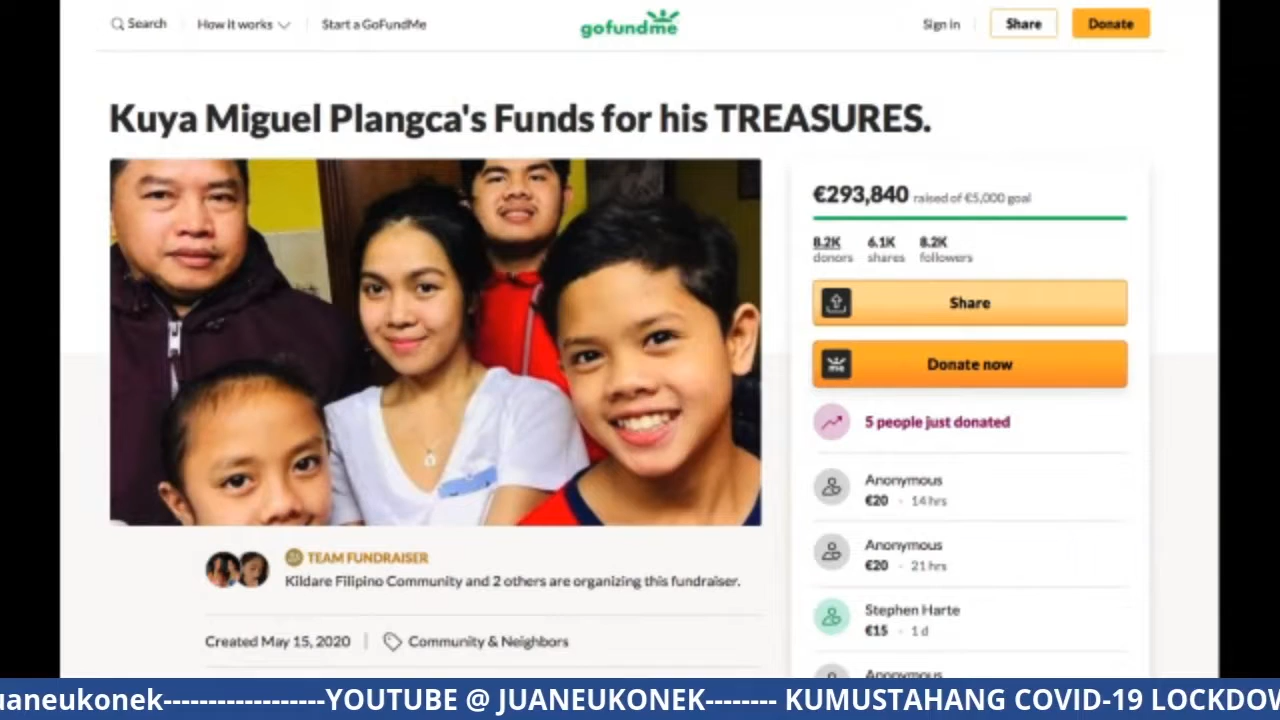 Search
How it works
Start a GoFundMe
gofundme
Sign in
Share
Donate
Kuya Miguel Plangca's Funds for his TREASURES.
€293,840 raised of €5,000 goal
8.2K 6.1K 8.2K
donors shares followers
Share
Donate now
5 people just donated
Anonymous
€20 · 14 hrs
Anonymous
€20 · 21 hrs
Stephen Harte
€15 · 1 d
Anonymous
TEAM FUNDRAISER
Kildare Filipino Community and 2 others are organizing this fundraiser.
Created May 15, 2020 | Community & Neighbors
uaneukonek-----------------YOUTUBE @ JUANEUKONEK-------- KUMUSTAHANG COVID-19 LOCKDOW